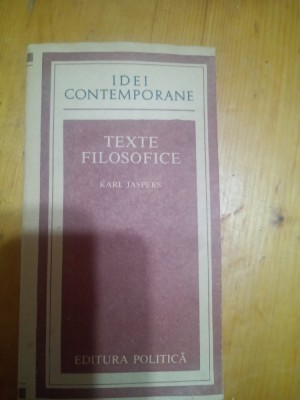 IDEI
CONTEMPORANE
TEXTE
FILOSOFICE
KARL JASPERS
EDITURA POLITICĂ